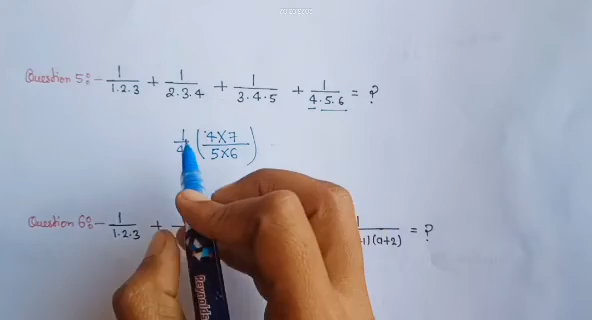 Question 5:- 1/1.2.3 + 1/2.3.4 + 1/3.4.5 + 1/4.5.6 = ?
1/4 (4×7/5×6)
Question 6:- 1/1.2.3 + 1)(n+2) = ?
Reynolds